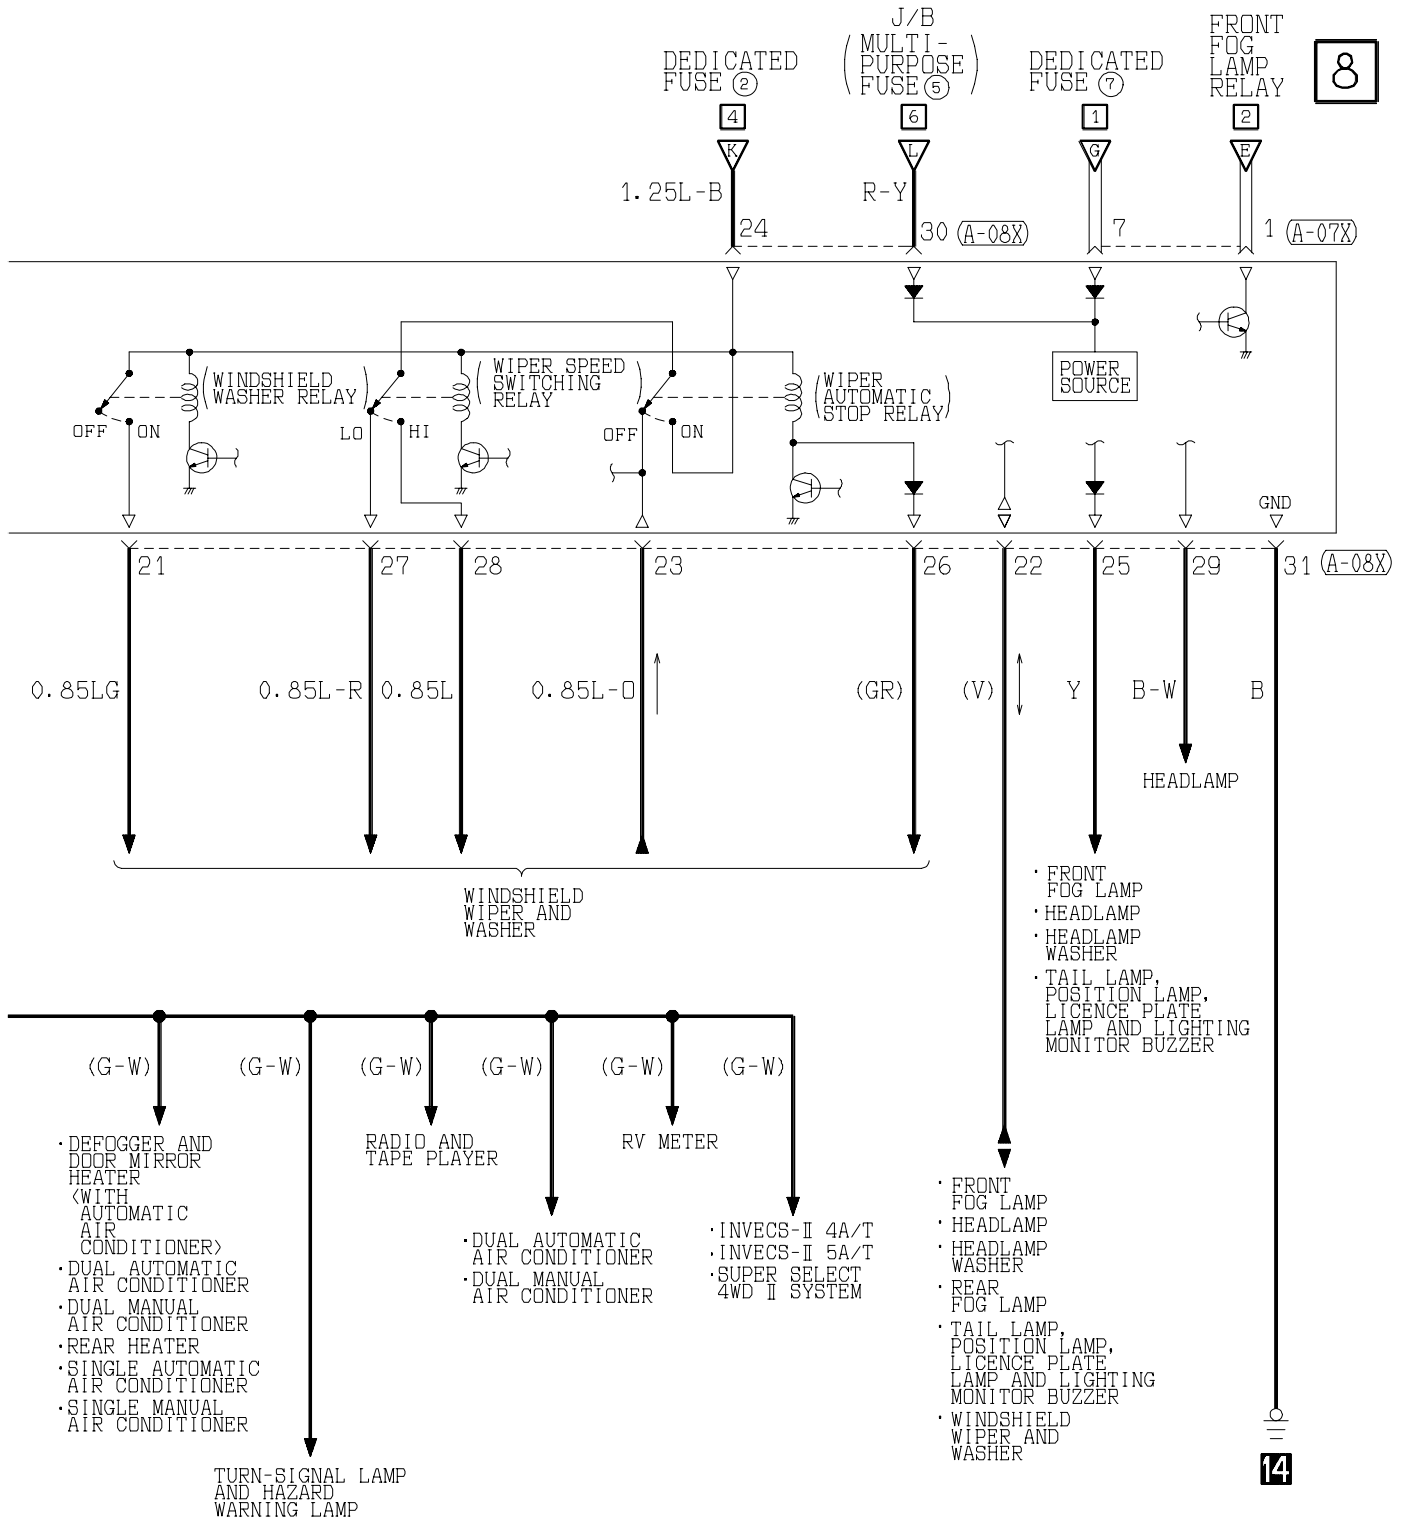 J/B
FRONT
FOG
LAMP
RELAY
8
DEDICATED
FUSE ②
(MULTI-
PURPOSE
FUSE ⑤)
DEDICATED
FUSE ⑦
4
6
1
2
K
L
G
E
1.25L-B
R-Y
24
30
A-08X
7
1
A-07X
(WINDSHIELD
WASHER RELAY)
(WIPER SPEED
SWITCHING
RELAY)
(WIPER
AUTOMATIC
STOP RELAY)
POWER
SOURCE
OFF
ON
LO
HI
OFF
ON
GND
21
27
28
23
26
22
25
29
31
A-08X
0.85LG
0.85L-R
0.85L
0.85L-O
(GR)
(V)
Y
B-W
B
HEADLAMP
WINDSHIELD
WIPER AND
WASHER
· FRONT
FOG LAMP
· HEADLAMP
· HEADLAMP
WASHER
· TAIL LAMP,
POSITION LAMP,
LICENCE PLATE
LAMP AND LIGHTING
MONITOR BUZZER
(G-W)
(G-W)
(G-W)
(G-W)
(G-W)
(G-W)
· DEFOGGER AND
DOOR MIRROR
HEATER
<WITH
AUTOMATIC
AIR
CONDITIONER>
· DUAL AUTOMATIC
AIR CONDITIONER
· DUAL MANUAL
AIR CONDITIONER
· REAR HEATER
· SINGLE AUTOMATIC
AIR CONDITIONER
· SINGLE MANUAL
AIR CONDITIONER
TURN-SIGNAL LAMP
AND HAZARD
WARNING LAMP
RADIO AND
TAPE PLAYER
· DUAL AUTOMATIC
AIR CONDITIONER
· DUAL MANUAL
AIR CONDITIONER
RV METER
· INVECS-Ⅱ 4A/T
· INVECS-Ⅱ 5A/T
· SUPER SELECT
4WD Ⅱ SYSTEM
· FRONT
FOG LAMP
· HEADLAMP
· HEADLAMP
WASHER
· REAR
FOG LAMP
· TAIL LAMP,
POSITION LAMP,
LICENCE PLATE
LAMP AND LIGHTING
MONITOR BUZZER
· WINDSHIELD
WIPER AND
WASHER
14